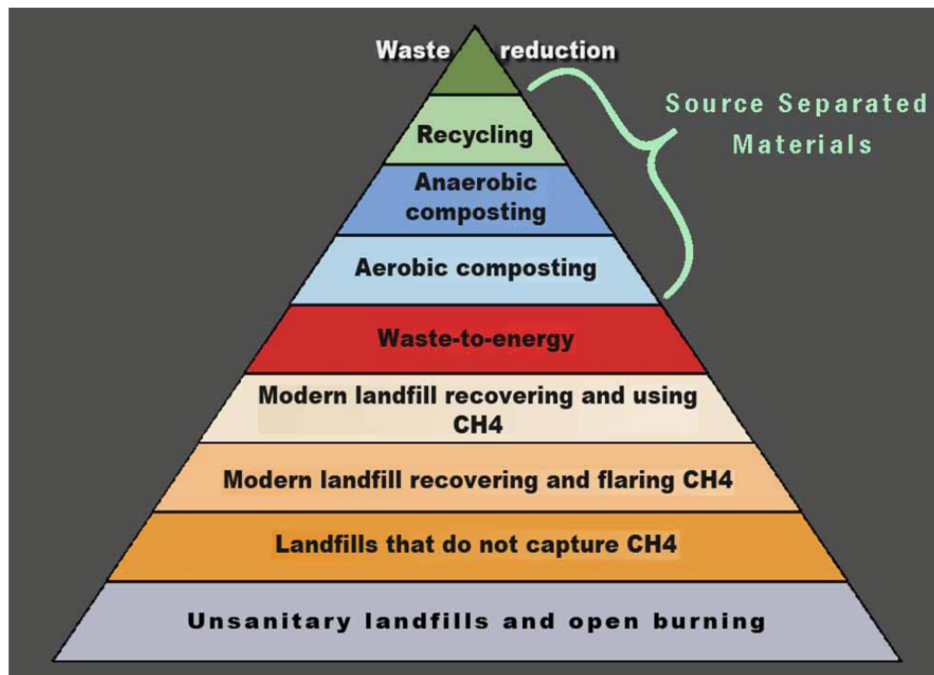 Waste reduction
Source Separated
Materials
Recycling
Anaerobic
composting
Aerobic composting
Waste-to-energy
Modern landfill recovering and using
CH4
Modern landfill recovering and flaring CH4
Landfills that do not capture CH4
Unsanitary landfills and open burning